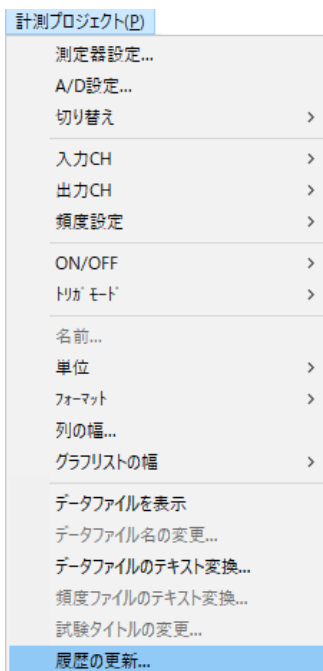 計測プロジェクト(P)
測定器設定...
A/D設定...
切り替え
入力CH
出力CH
頻度設定
ON/OFF
ﾄﾘｶﾞ ﾓｰﾄﾞ
名前...
単位
ﾌｫｰﾏｯﾄ
列の幅...
グラフリストの幅
データファイルを表示
データファイル名の変更...
データファイルのテキスト変換...
頻度ファイルのテキスト変換...
試験タイトルの変更...
履歴の更新...